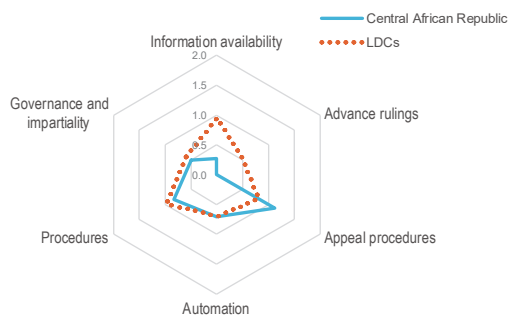 Central African Republic
LDCs
Information availability
2.0
1.5
1.0
0.5
0.0
Governance and
impartiality
Advance rulings
Procedures
Appeal procedures
Automation